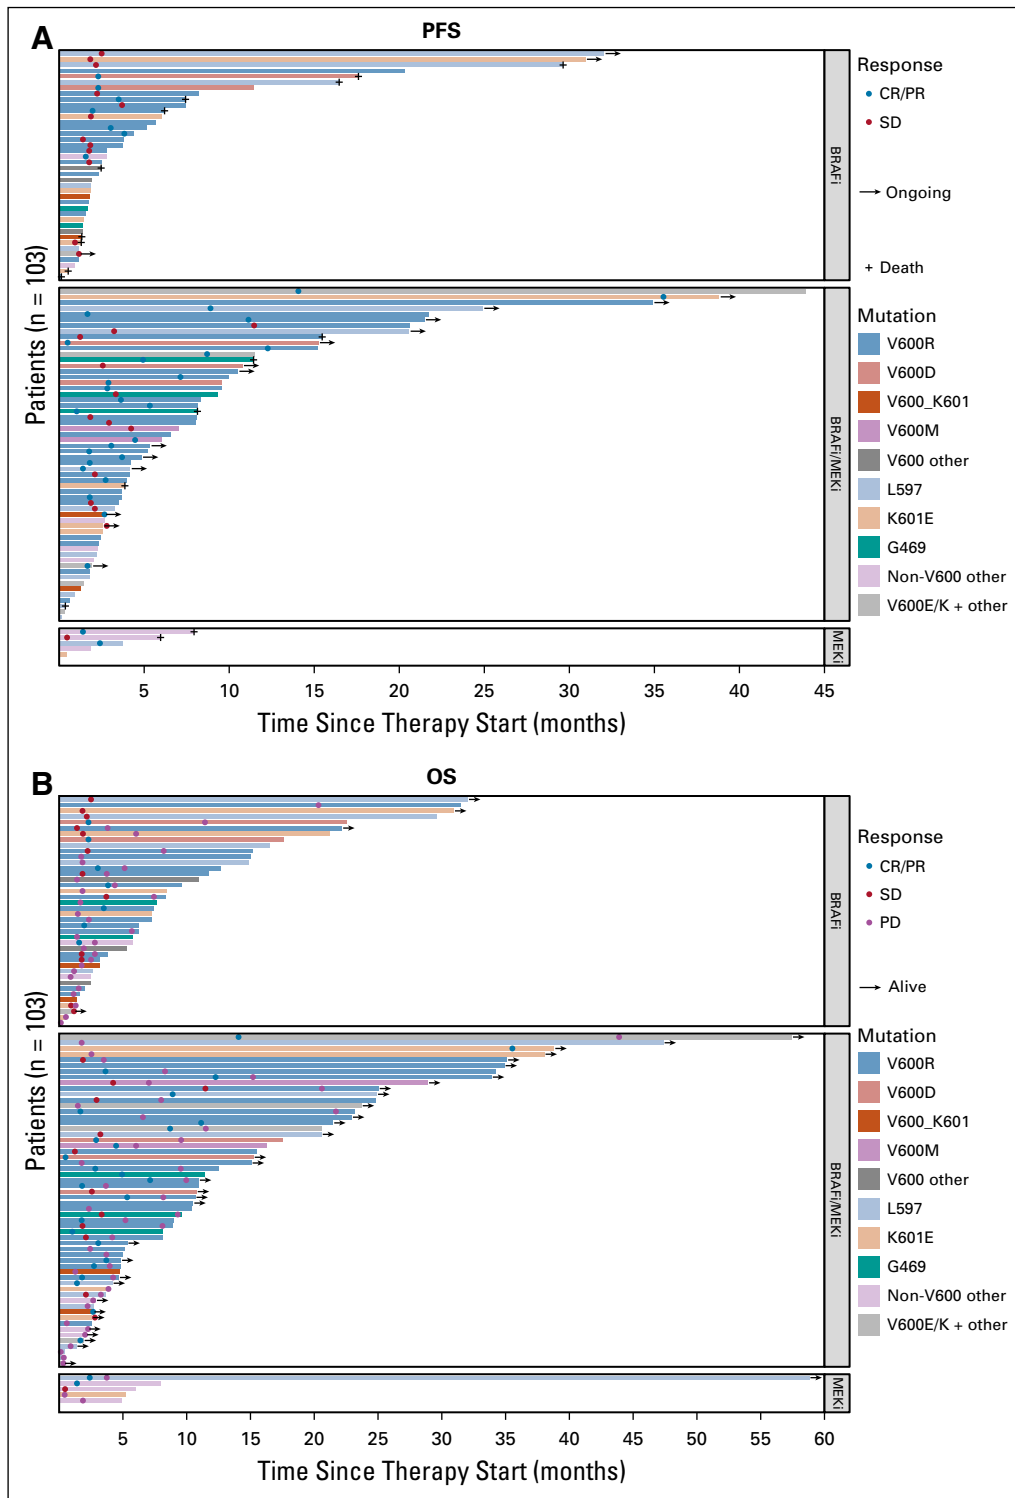 A
PFS
Patients (n = 103)
BRAFi
BRAFi/MEKi
MEKi
5 10 15 20 25 30 35 40 45
Time Since Therapy Start (months)
Response
CR/PR
SD
Ongoing
+ Death
Mutation
V600R
V600D
V600_K601
V600M
V600 other
L597
K601E
G469
Non-V600 other
V600E/K + other
B
OS
Patients (n = 103)
BRAFi
BRAFi/MEKi
MEKi
5 10 15 20 25 30 35 40 45 50 55 60
Time Since Therapy Start (months)
Response
CR/PR
SD
PD
Alive
Mutation
V600R
V600D
V600_K601
V600M
V600 other
L597
K601E
G469
Non-V600 other
V600E/K + other